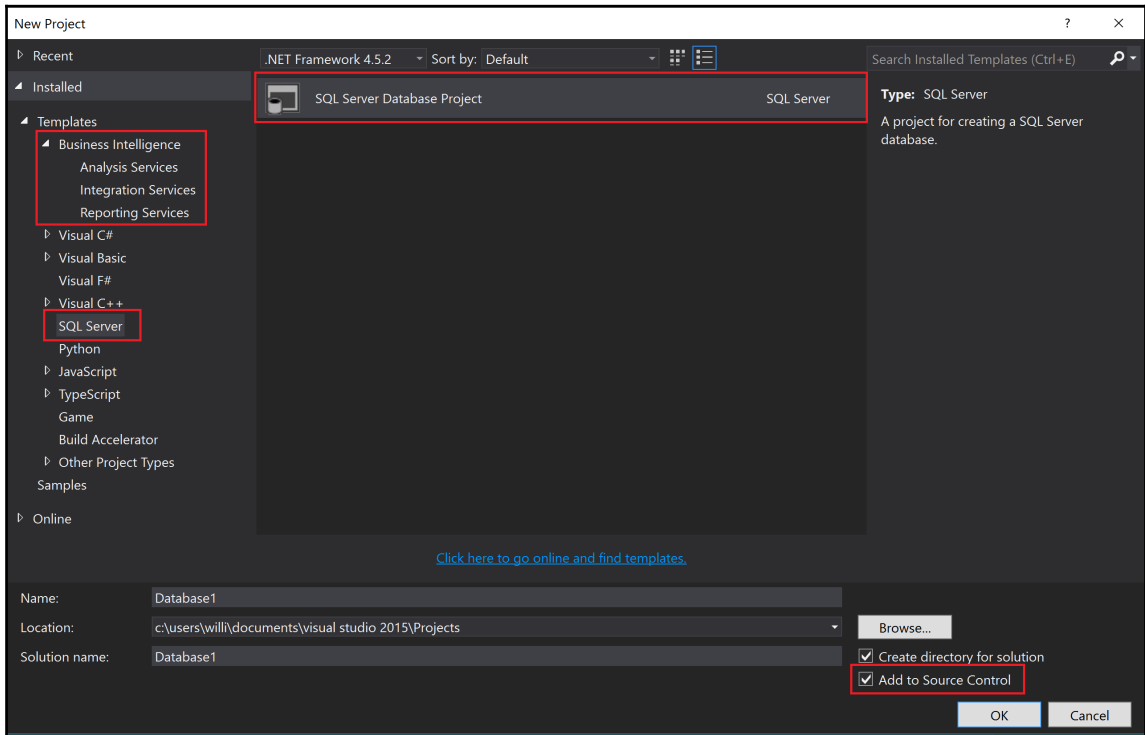 New Project
? ×
Recent
Installed
Templates
Business Intelligence
Analysis Services
Integration Services
Reporting Services
Visual C#
Visual Basic
Visual F#
Visual C++
SQL Server
Python
JavaScript
TypeScript
Game
Build Accelerator
Other Project Types
Samples
Online
.NET Framework 4.5.2 Sort by: Default
SQL Server Database Project SQL Server
Click here to go online and find templates.
Search Installed Templates (Ctrl+E)
Type: SQL Server
A project for creating a SQL Server
database.
Name: Database1
Location: c:\users\willi\documents\visual studio 2015\Projects Browse...
Solution name: Database1
Create directory for solution
Add to Source Control
OK Cancel